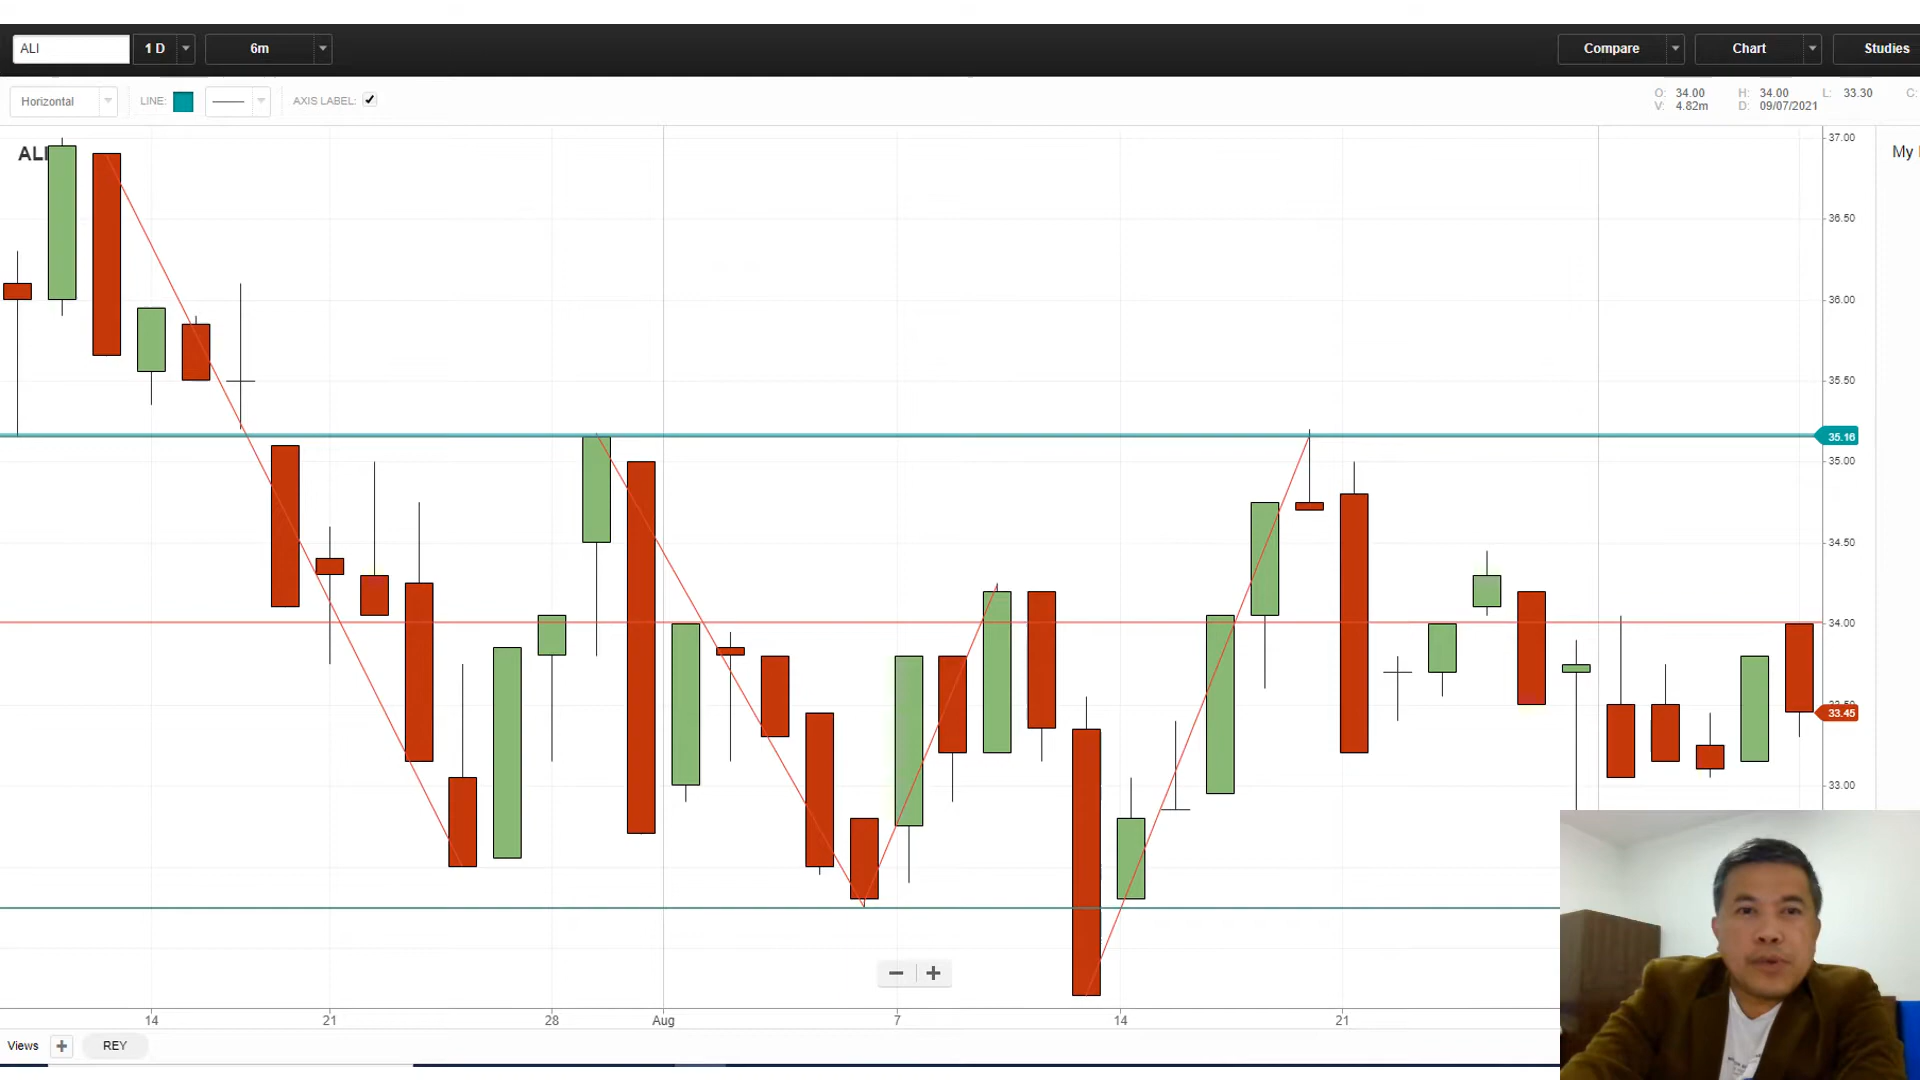 ALI 1 D 6m Compare Chart Studies
Horizontal LINE: AXIS LABEL: O: 34.00 H: 34.00 L: 33.30 C:
V: 4.82m D: 09/07/2021
37.00
ALI My
36.50
36.00
35.50
35.16
35.00
34.50
34.00
33.45
33.00
14 21 28 Aug 7 14 21
Views REY